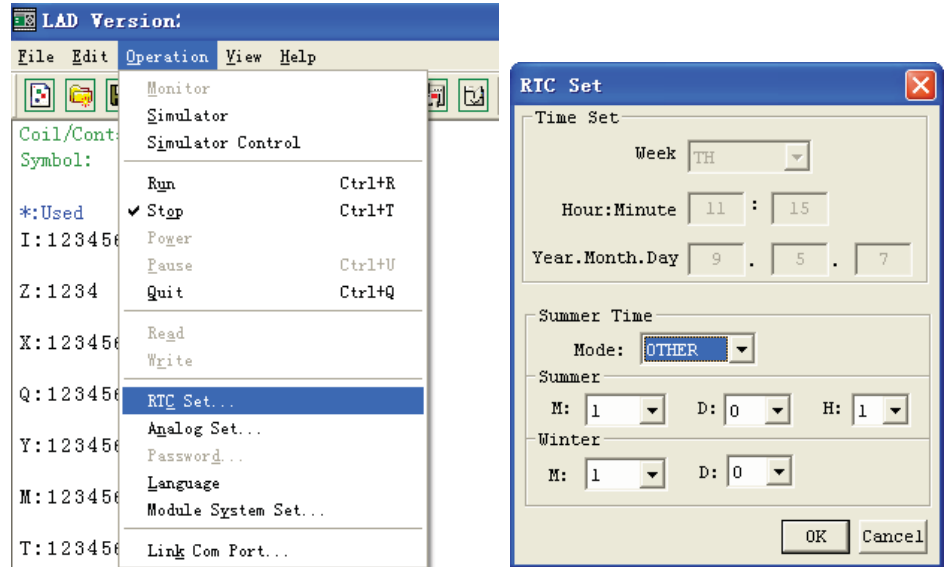 LAD Version:
File Edit Operation View Help
Monitor
Simulator
Simulator Control
Run Ctrl+R
Stop Ctrl+T
Power
Pause Ctrl+U
Quit Ctrl+Q
Read
Write
RTC Set...
Analog Set...
Password...
Language
Module System Set...
Link Com Port...
Coil/Cont
Symbol:
*:Used
I:123456
Z:1234
X:123456
Q:123456
Y:123456
M:123456
T:123456
RTC Set
Time Set
Week TH
Hour:Minute 11 : 15
Year.Month.Day 9 . 5 . 7
Summer Time
Mode: OTHER
Summer
M: 1 D: 0 H: 1
Winter
M: 1 D: 0
OK Cancel